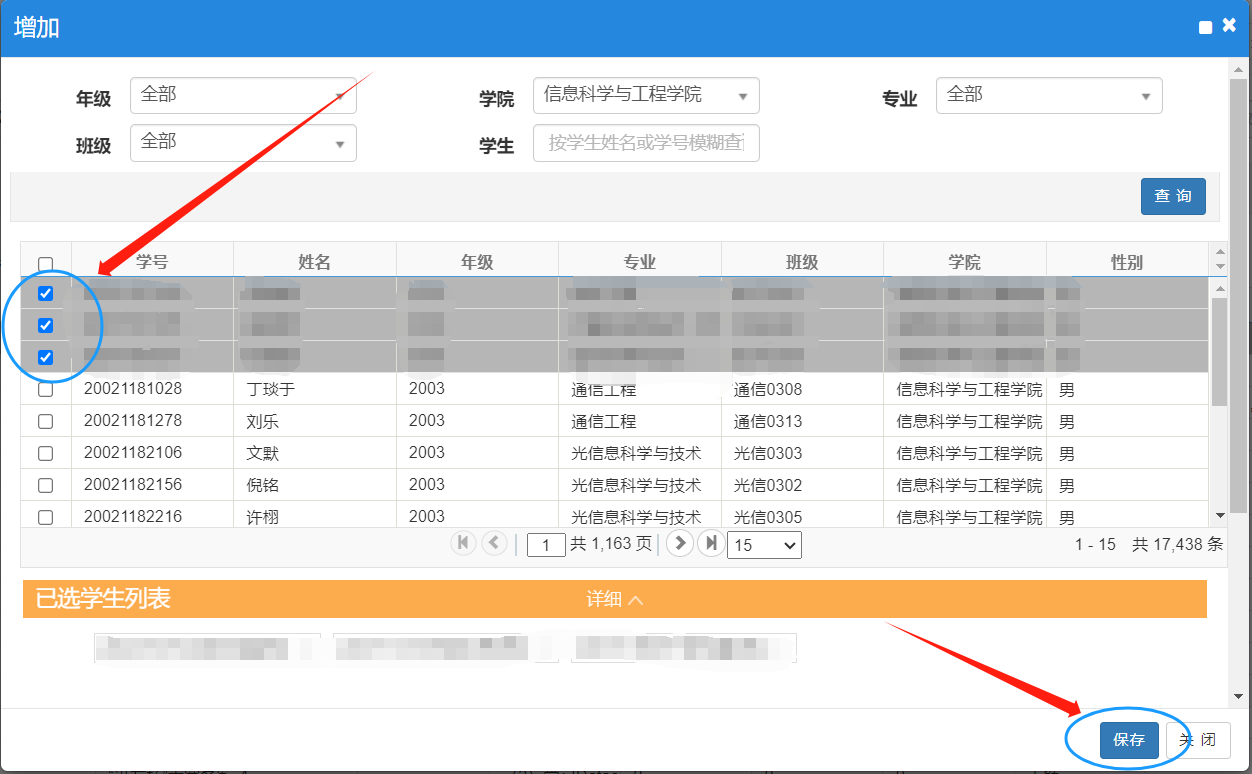 增加
年级 全部 学院 信息科学与工程学院 专业 全部
班级 全部 学生 按学生姓名或学号模糊查
查 询
学号 姓名 年级 专业 班级 学院 性别
20021181028 丁琰于 2003 通信工程 通信0308 信息科学与工程学院 男
20021181278 刘乐 2003 通信工程 通信0313 信息科学与工程学院 男
20021182106 文默 2003 光信息科学与技术 光信0303 信息科学与工程学院 男
20021182156 倪铭 2003 光信息科学与技术 光信0302 信息科学与工程学院 男
20021182216 许栩 2003 光信息科学与技术 光信0305 信息科学与工程学院 男
1 共 1,163 页 15 1 - 15 共 17,438 条
已选学生列表 详细
保存 关 闭